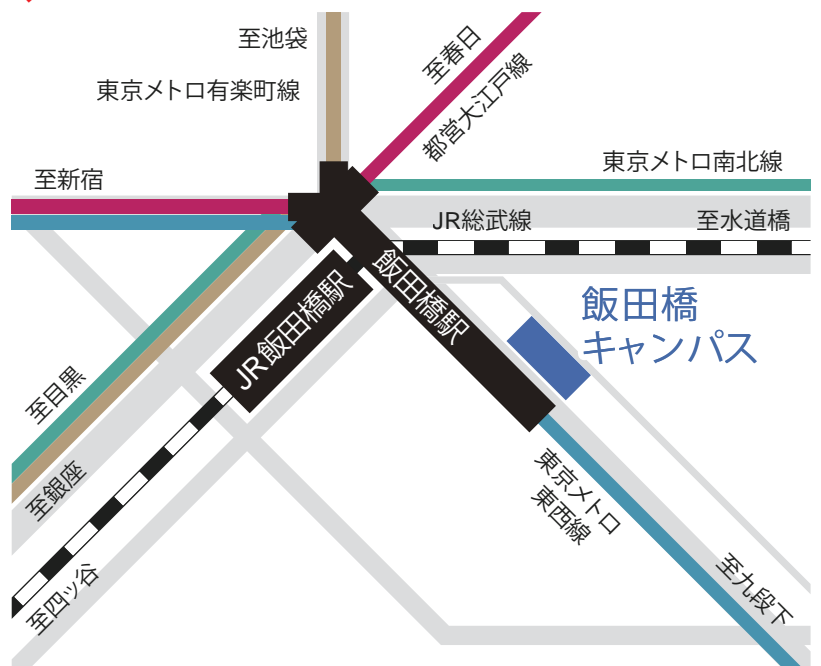 至池袋
東京メトロ有楽町線
至春日
都営大江戸線
東京メトロ南北線
至新宿
JR総武線
至水道橋
飯田橋駅
JR飯田橋駅
飯田橋
キャンパス
至目黒
至銀座
至四ッ谷
東京メトロ
東西線
至九段下